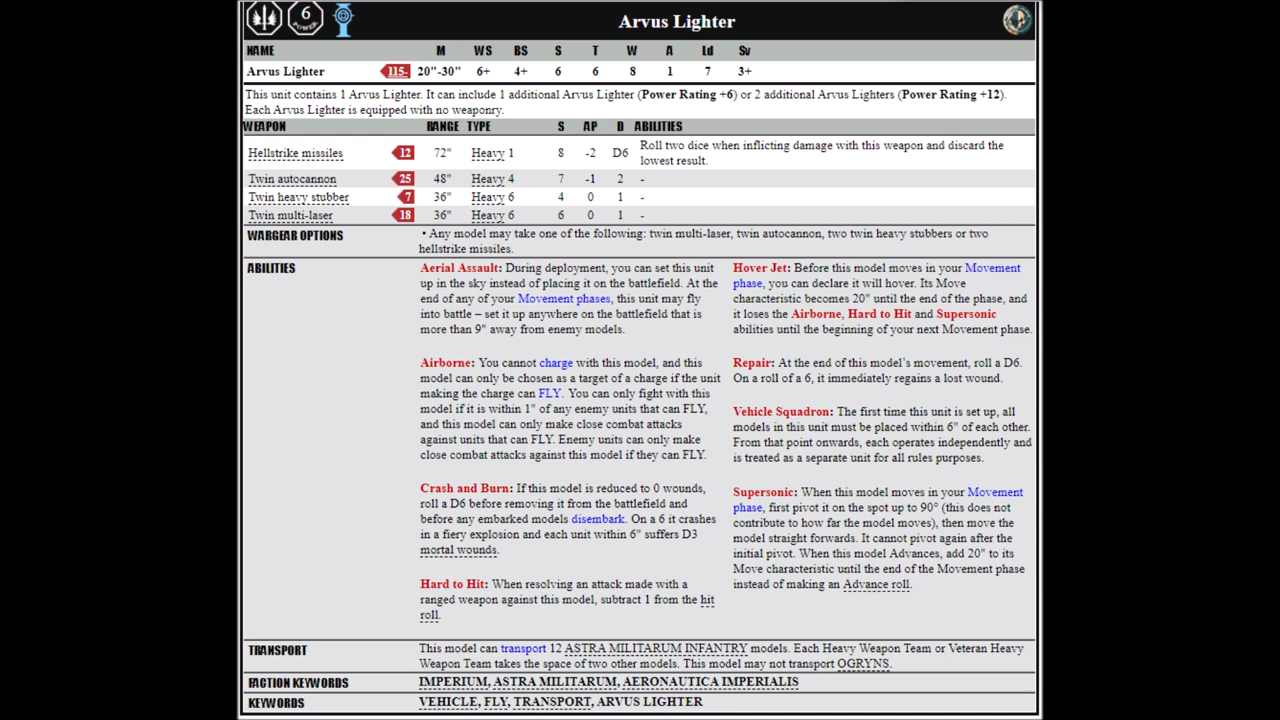 6
POWER
Arvus Lighter
NAME M WS BS S T W A Ld Sv
Arvus Lighter 115 20"-30" 6+ 4+ 6 6 8 1 7 3+
This unit contains 1 Arvus Lighter. It can include 1 additional Arvus Lighter (Power Rating +6) or 2 additional Arvus Lighters (Power Rating +12).
Each Arvus Lighter is equipped with no weaponry.
WEAPON RANGE TYPE S AP D ABILITIES
Hellstrike missiles 12 72" Heavy 1 8 -2 D6 Roll two dice when inflicting damage with this weapon and discard the
lowest result.
Twin autocannon 25 48" Heavy 4 7 -1 2 -
Twin heavy stubber 7 36" Heavy 6 4 0 1 -
Twin multi-laser 18 36" Heavy 6 6 0 1 -
WARGEAR OPTIONS
• Any model may take one of the following: twin multi-laser, twin autocannon, two twin heavy stubbers or two
hellstrike missiles.
ABILITIES
Aerial Assault: During deployment, you can set this unit
up in the sky instead of placing it on the battlefield. At the
end of any of your Movement phases, this unit may fly
into battle – set it up anywhere on the battlefield that is
more than 9" away from enemy models.
Airborne: You cannot charge with this model, and this
model can only be chosen as a target of a charge if the unit
making the charge can FLY. You can only fight with this
model if it is within 1" of any enemy units that can FLY,
and this model can only make close combat attacks
against units that can FLY. Enemy units can only make
close combat attacks against this model if they can FLY.
Crash and Burn: If this model is reduced to 0 wounds,
roll a D6 before removing it from the battlefield and
before any embarked models disembark. On a 6 it crashes
in a fiery explosion and each unit within 6" suffers D3
mortal wounds.
Hard to Hit: When resolving an attack made with a
ranged weapon against this model, subtract 1 from the hit
roll.
Hover Jet: Before this model moves in your Movement
phase, you can declare it will hover. Its Move
characteristic becomes 20" until the end of the phase, and
it loses the Airborne, Hard to Hit and Supersonic
abilities until the beginning of your next Movement phase.
Repair: At the end of this model’s movement, roll a D6.
On a roll of a 6, it immediately regains a lost wound.
Vehicle Squadron: The first time this unit is set up, all
models in this unit must be placed within 6" of each other.
From that point onwards, each operates independently and
is treated as a separate unit for all rules purposes.
Supersonic: When this model moves in your Movement
phase, first pivot it on the spot up to 90° (this does not
contribute to how far the model moves), then move the
model straight forwards. It cannot pivot again after the
initial pivot. When this model Advances, add 20" to its
Move characteristic until the end of the Movement phase
instead of making an Advance roll.
TRANSPORT
This model can transport 12 ASTRA MILITARUM INFANTRY models. Each Heavy Weapon Team or Veteran Heavy
Weapon Team takes the space of two other models. This model may not transport OGRYNS.
FACTION KEYWORDS IMPERIUM, ASTRA MILITARUM, AERONAUTICA IMPERIALIS
KEYWORDS VEHICLE, FLY, TRANSPORT, ARVUS LIGHTER